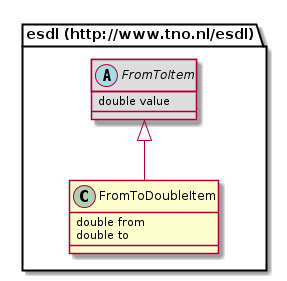 esdl (http://www.tno.nl/esdl)
A FromToItem
double value
C FromToDoubleItem
double from
double to